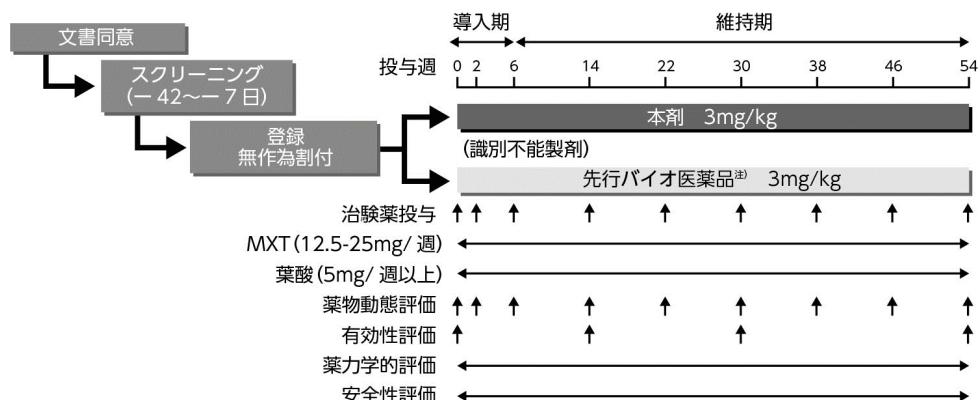 文書同意
スクリーニング
(ー 42〜ー 7 日)
登録
無作為割付
導入期 維持期
投与週 0 2 6 14 22 30 38 46 54
本剤 3mg/kg
(識別不能製剤)
先行バイオ医薬品注) 3mg/kg
治験薬投与
MXT(12.5-25mg/ 週)
葉酸(5mg/ 週以上)
薬物動態評価
有効性評価
薬力学的評価
安全性評価